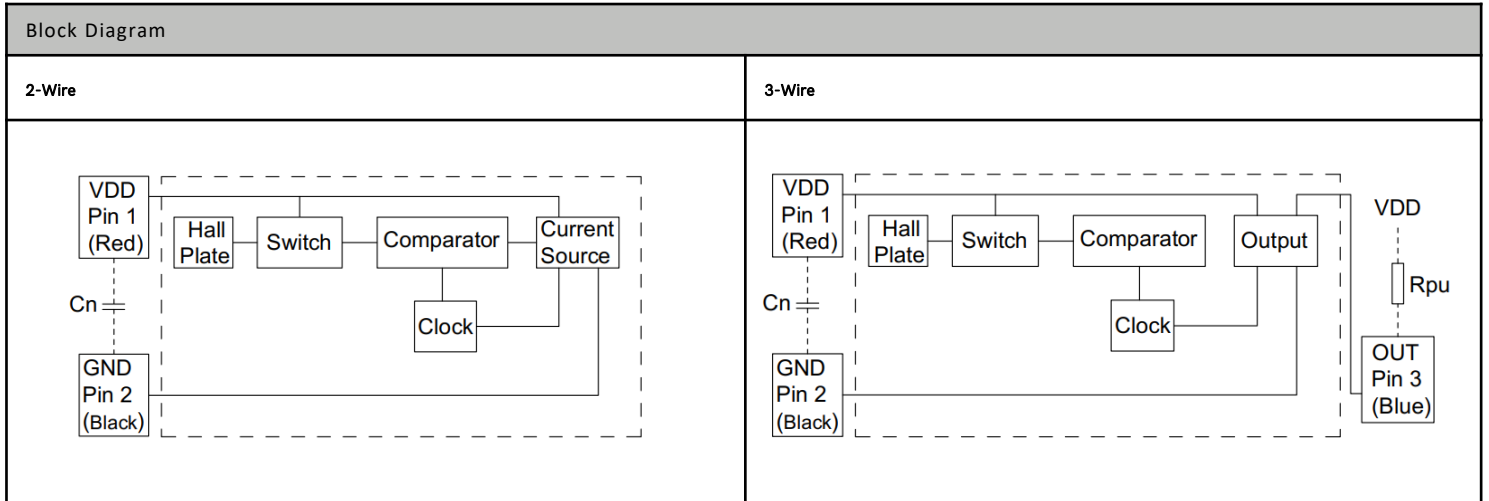 Block Diagram
2-Wire
3-Wire
VDD
Pin 1
(Red)
Hall
Plate
Switch
Comparator
Current
Source
Cn
Clock
GND
Pin 2
(Black)
VDD
Pin 1
(Red)
Hall
Plate
Switch
Comparator
Output
VDD
Cn
Rpu
Clock
GND
Pin 2
(Black)
OUT
Pin 3
(Blue)